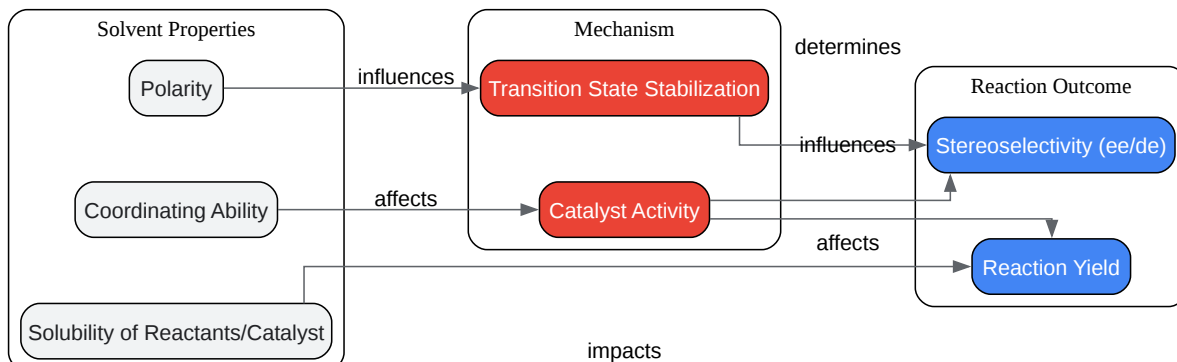 Solvent Properties
Mechanism
determines
Polarity
influences
Transition State Stabilization
Reaction Outcome
influences
Stereoselectivity (ee/de)
Coordinating Ability
affects
Catalyst Activity
affects
Reaction Yield
Solubility of Reactants/Catalyst
impacts